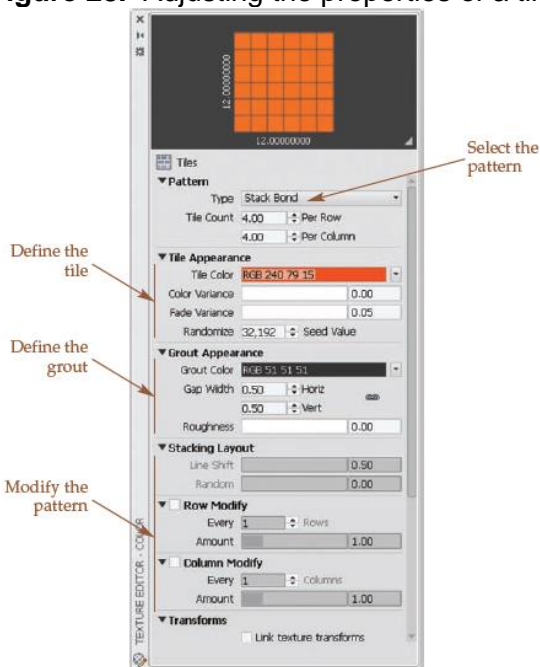 Adjusting the properties of a
12.00000000
12.00000000
Select the
pattern
Tiles
Pattern
Type Stack Bond
Tile Count 4.00 Per Row
4.00 Per Column
Define the
tile
Tile Appearance
Tile Color RGB 240 79 15
Color Variance 0.00
Fade Variance 0.05
Randomize 32,192 Seed Value
Define the
grout
Grout Appearance
Grout Color RGB 51 51 51
Gap Width 0.50 Horiz
0.50 Vert
Roughness 0.00
Modify the
pattern
Stacking Layout
Line Shift 0.50
Random 0.00
Row Modify
Every 1 Rows
Amount 1.00
Column Modify
Every 1 Columns
Amount 1.00
Transforms
Link texture transforms
TEXTURE EDITOR - COLOR